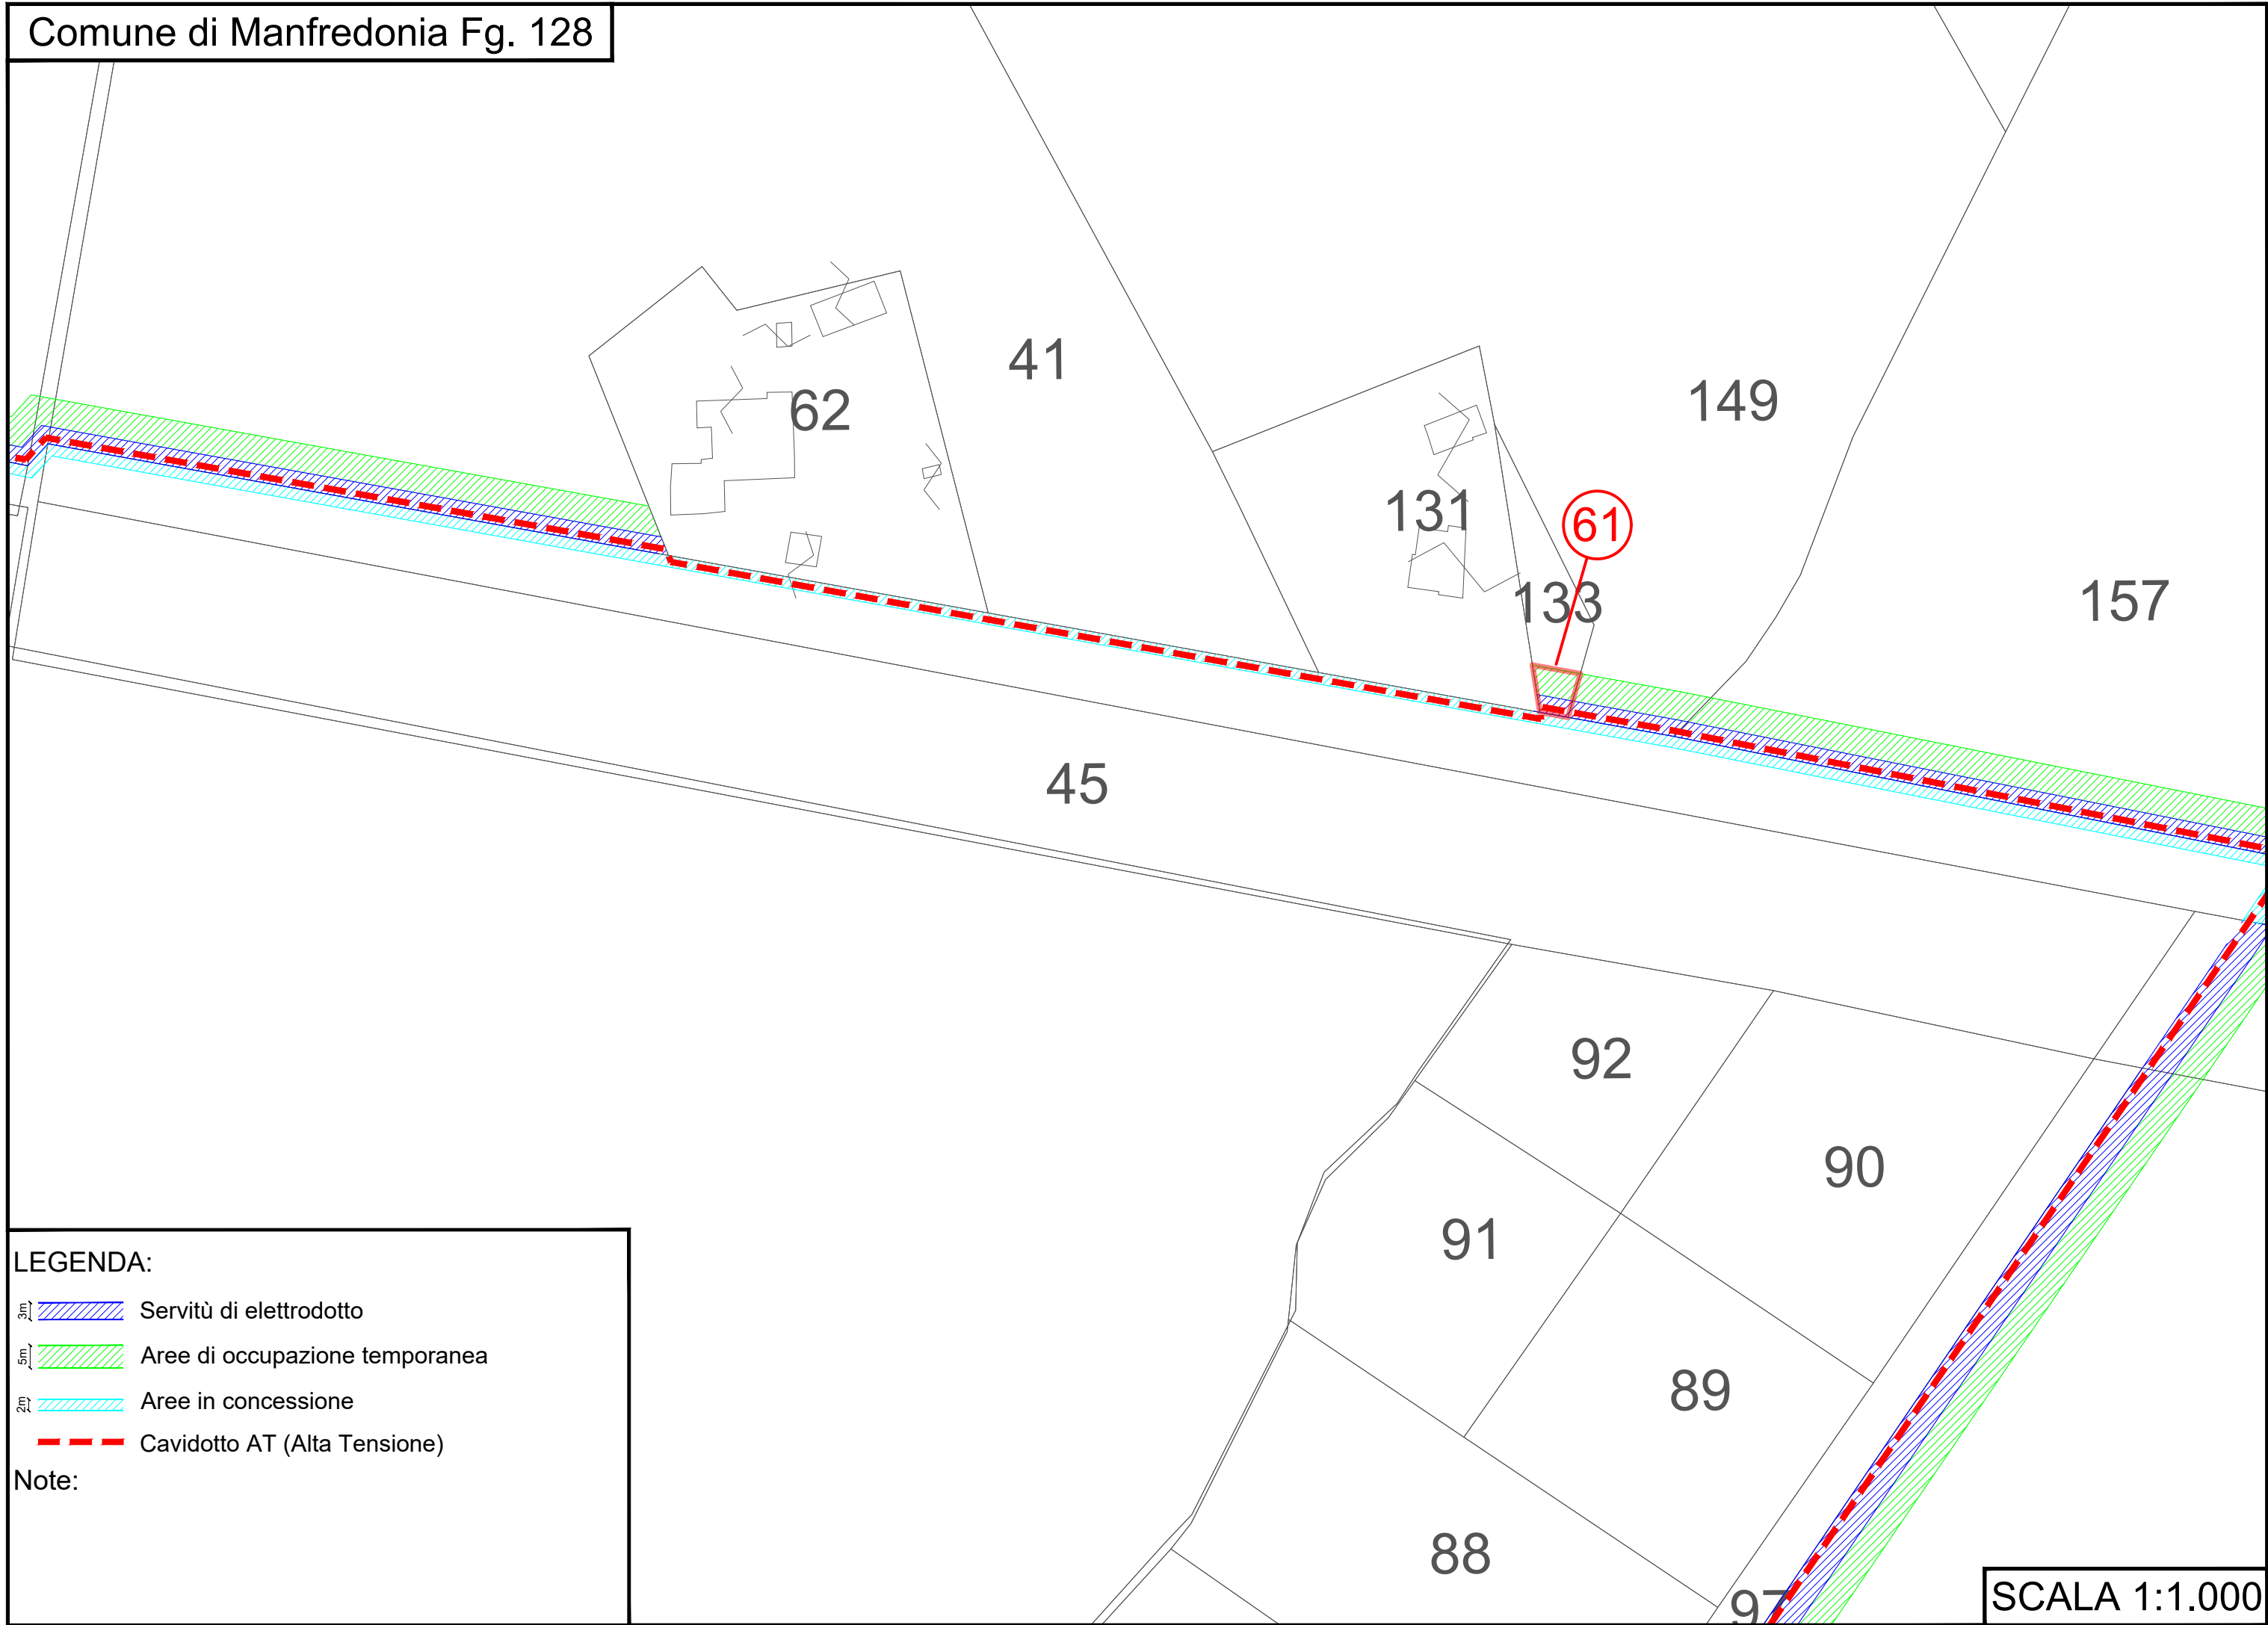 Comune di Manfredonia Fg. 128
41
62
149
131
61
133
157
45
92
90
91
89
88
97
LEGENDA:
3m Servitù di elettrodotto
5m Aree di occupazione temporanea
2m Aree in concessione
Cavidotto AT (Alta Tensione)
Note:
SCALA 1:1.000